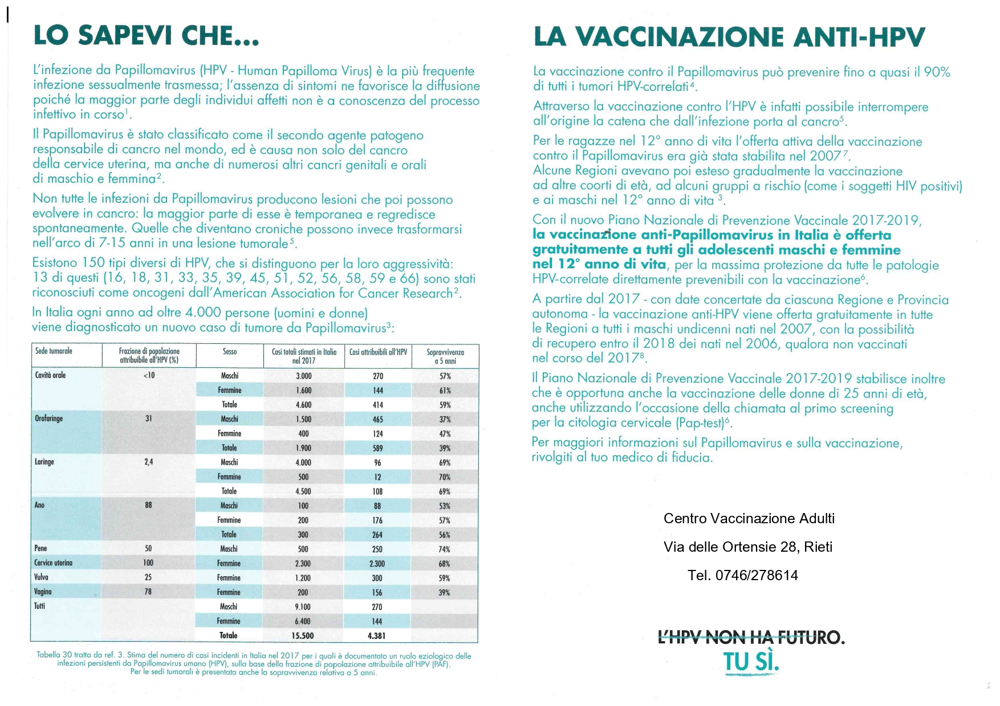 LO SAPEVI CHE...
L'infezione da Papillomavirus (HPV - Human Papilloma Virus) è la più frequente
infezione sessualmente trasmessa; l'assenza di sintomi ne favorisce la diffusione
poiché la maggior parte degli individui affetti non è a conoscenza del processo
infettivo in corso¹.
Il Papillomavirus è stato classificato come il secondo agente patogeno
responsabile di cancro nel mondo, ed è causa non solo del cancro
della cervice uterina, ma anche di numerosi altri cancri genitali e orali
di maschio e femmina².
Non tutte le infezioni da Papillomavirus producono lesioni che poi possono
evolvere in cancro: la maggior parte di esse è temporanea e regredisce
spontaneamente. Quelle che diventano croniche possono invece trasformarsi
nell'arco di 7-15 anni in una lesione tumorale⁵.
Esistono 150 tipi diversi di HPV, che si distinguono per la loro aggressività:
13 di questi (16, 18, 31, 33, 35, 39, 45, 51, 52, 56, 58, 59 e 66) sono stati
riconosciuti come oncogeni dall'American Association for Cancer Research².
In Italia ogni anno ad oltre 4.000 persone (uomini e donne)
viene diagnosticato un nuovo caso di tumore da Papillomavirus³:
Sede tumorale Frazione di popolazione attribuibile all'HPV (%) Sesso Casi totali stimati in Italia nel 2017 Casi attribuibili all'HPV Sopravvivenza a 5 anni
Cavità orale <10 Maschi 3.000 270 57%
Femmine 1.600 144 61%
Totale 4.600 414 59%
Orofaringe 31 Maschi 1.500 465 37%
Femmine 400 124 47%
Totale 1.900 589 39%
Laringe 2,4 Maschi 4.000 96 69%
Femmine 500 12 70%
Totale 4.500 108 69%
Ano 88 Maschi 100 88 53%
Femmine 200 176 57%
Totale 300 264 56%
Pene 50 Maschi 500 250 74%
Cervice uterina 100 Femmine 2.300 2.300 68%
Vulva 25 Femmine 1.200 300 59%
Vagina 78 Femmine 200 156 39%
Tutti Maschi 9.100 270
Femmine 6.400 144
Totale 15.500 4.381
Tabella 30 tratta da ref. 3. Stima del numero di casi incidenti in Italia nel 2017 per i quali è documentato un ruolo eziologico delle
infezioni persistenti da Papillomavirus umano (HPV), sulla base della frazione di popolazione attribuibile all'HPV (PAF).
Per le sedi tumorali è presentata anche la sopravvivenza relativa a 5 anni.
LA VACCINAZIONE ANTI-HPV
La vaccinazione contro il Papillomavirus può prevenire fino a quasi il 90%
di tutti i tumori HPV-correlati⁴.
Attraverso la vaccinazione contro l'HPV è infatti possibile interrompere
all'origine la catena che dall'infezione porta al cancro⁵.
Per le ragazze nel 12° anno di vita l'offerta attiva della vaccinazione
contro il Papillomavirus era già stata stabilita nel 2007⁷.
Alcune Regioni avevano poi esteso gradualmente la vaccinazione
ad altre coorti di età, ad alcuni gruppi a rischio (come i soggetti HIV positivi)
e ai maschi nel 12° anno di vita ³.
Con il nuovo Piano Nazionale di Prevenzione Vaccinale 2017-2019,
la vaccinazione anti-Papillomavirus in Italia è offerta
gratuitamente a tutti gli adolescenti maschi e femmine
nel 12° anno di vita, per la massima protezione da tutte le patologie
HPV-correlate direttamente prevenibili con la vaccinazione⁶.
A partire dal 2017 - con date concertate da ciascuna Regione e Provincia
autonoma - la vaccinazione anti-HPV viene offerta gratuitamente in tutte
le Regioni a tutti i maschi undicenni nati nel 2007, con la possibilità
di recupero entro il 2018 dei nati nel 2006, qualora non vaccinati
nel corso del 2017⁸.
Il Piano Nazionale di Prevenzione Vaccinale 2017-2019 stabilisce inoltre
che è opportuna anche la vaccinazione delle donne di 25 anni di età,
anche utilizzando l'occasione della chiamata al primo screening
per la citologia cervicale (Pap-test)⁶.
Per maggiori informazioni sul Papillomavirus e sulla vaccinazione,
rivolgiti al tuo medico di fiducia.
Centro Vaccinazione Adulti
Via delle Ortensie 28, Rieti
Tel. 0746/278614
L'HPV NON HA FUTURO.
TU SÌ.